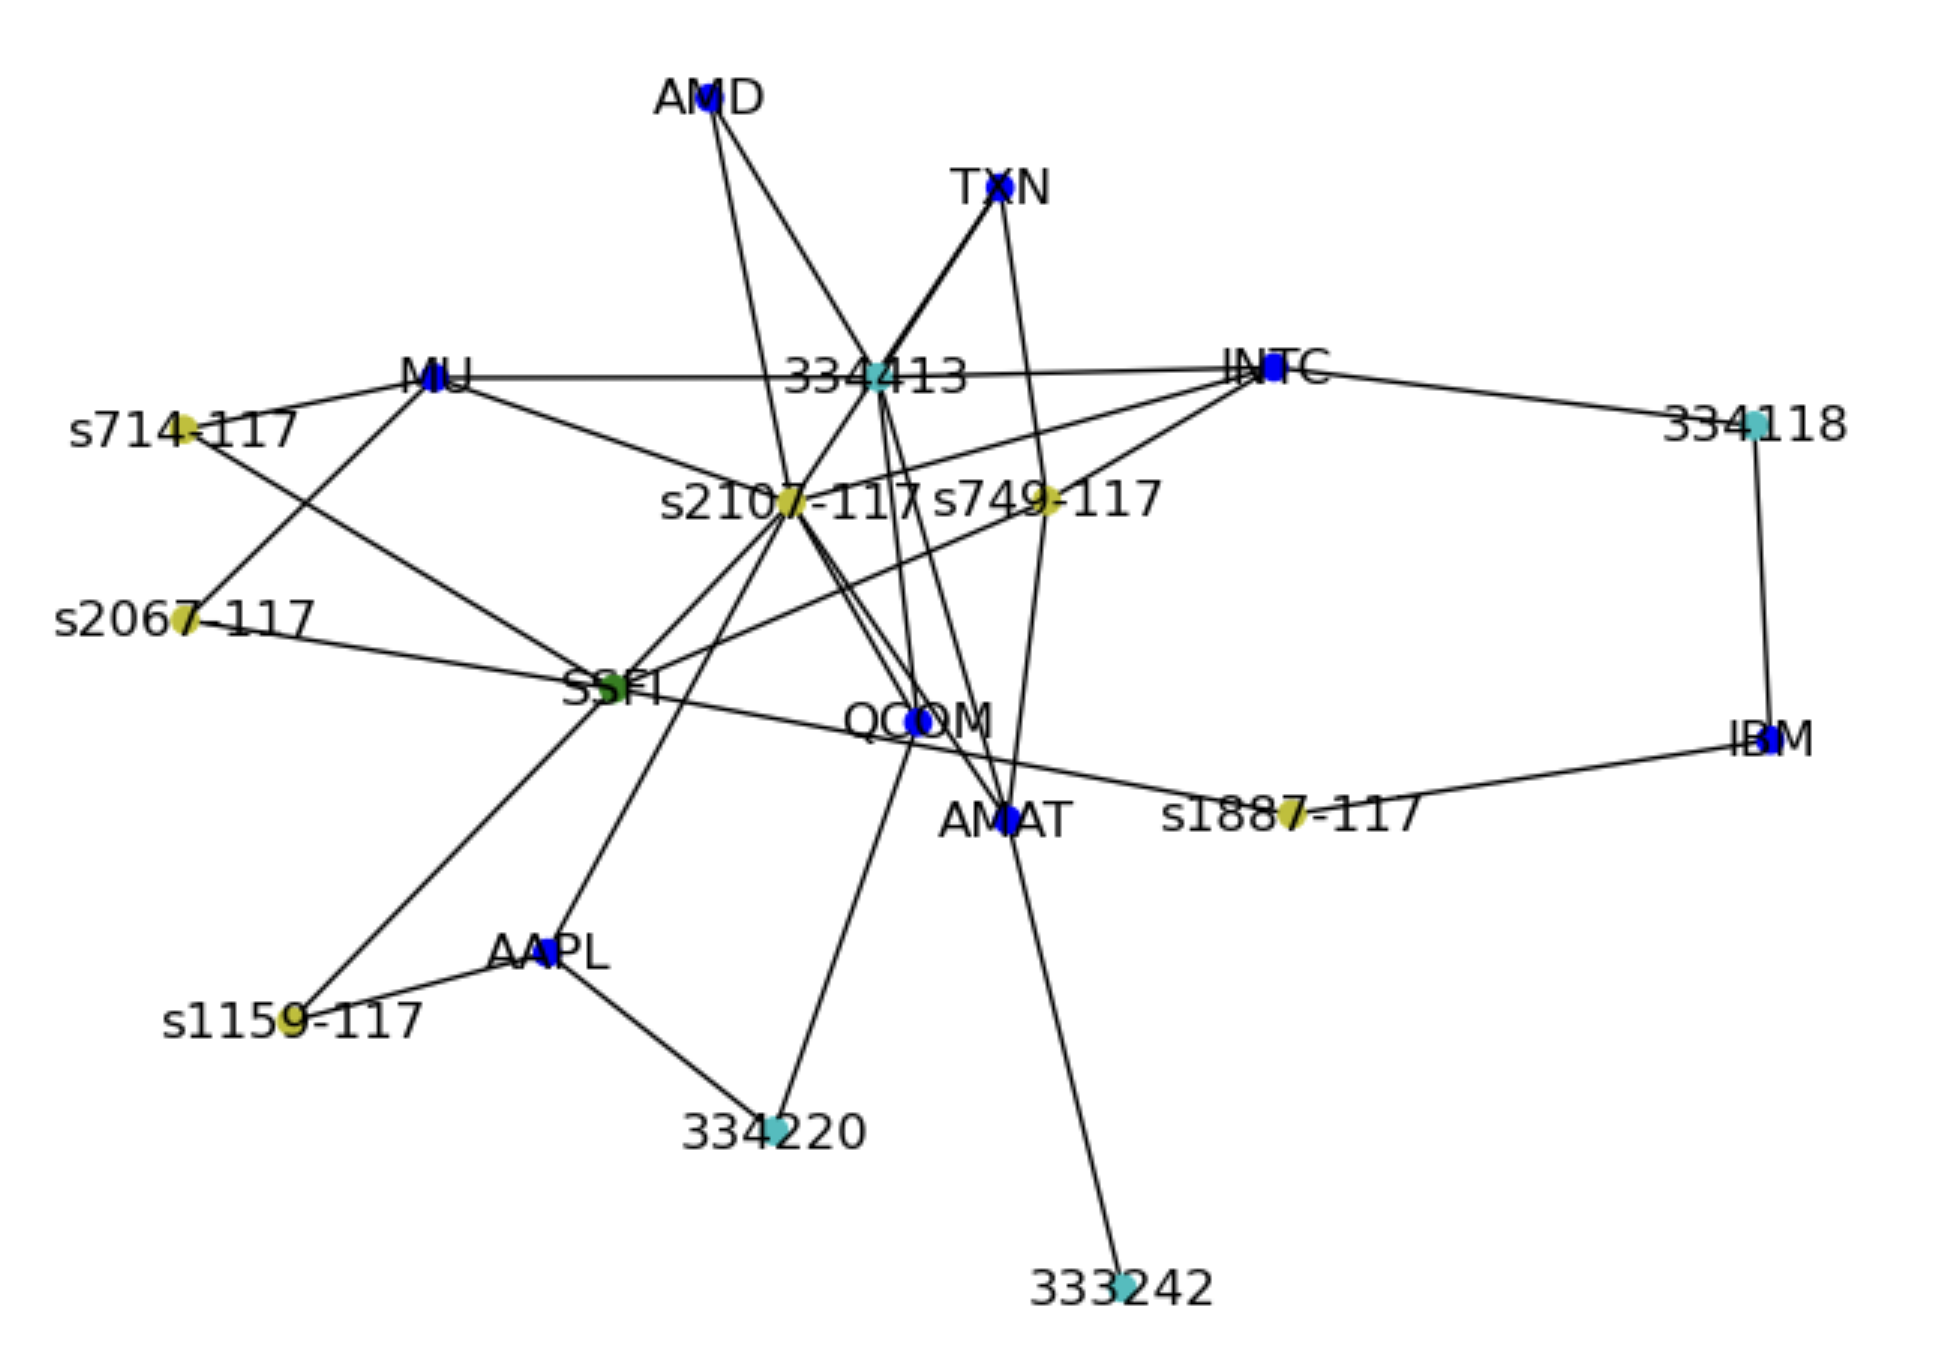 AMD
TXN
INTC
MU
334413
334118
s714-117
s2107-117
s749-117
s2067-117
SSFI
QCOM
IBM
AMAT
s1887-117
AAPL
s1159-117
334220
333242